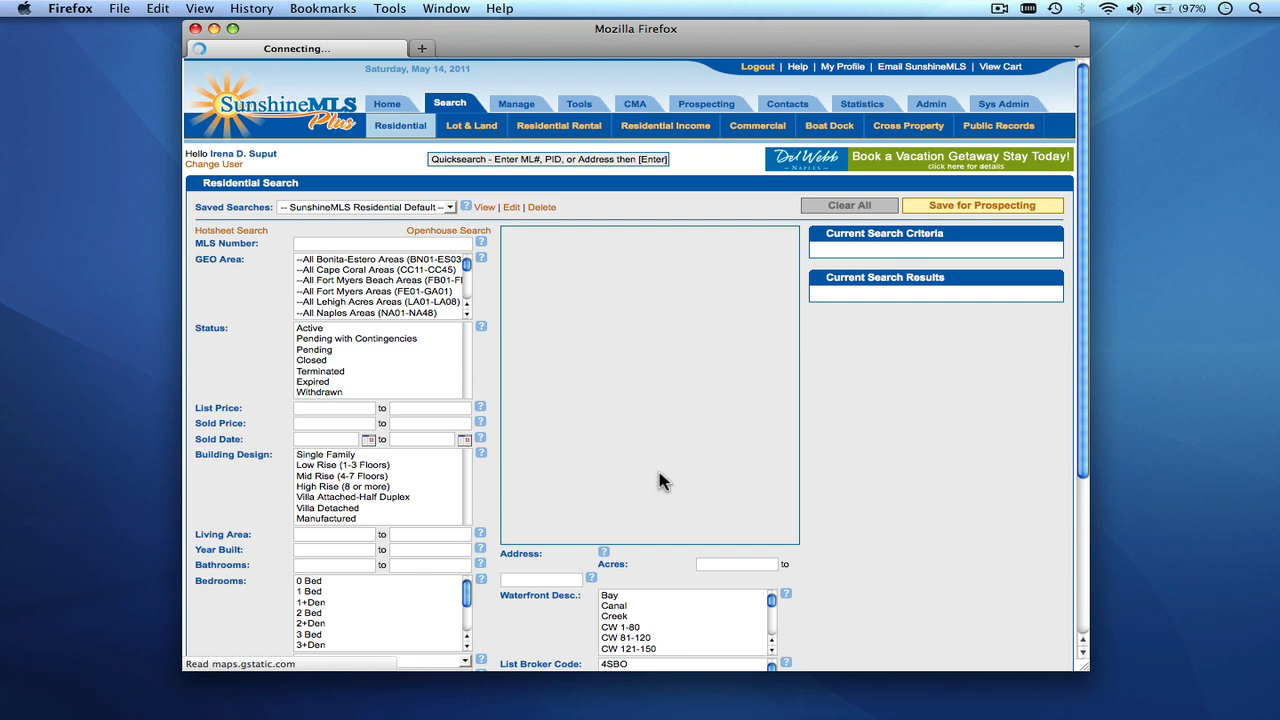 Firefox File Edit View History Bookmarks Tools Window Help (97%)
Mozilla Firefox
Connecting...
Saturday, May 14, 2011
Logout | Help | My Profile | Email SunshineMLS | View Cart
SunshineMLS Plus
Home Search Manage Tools CMA Prospecting Contacts Statistics Admin Sys Admin
Residential Lot & Land Residential Rental Residential Income Commercial Boat Dock Cross Property Public Records
Hello Irena D. Suput
Change User
Quicksearch - Enter ML#, PID, or Address then [Enter]
Del Webb
NAPLES
Book a Vacation Getaway Stay Today!
click here for details
Residential Search
Saved Searches: -- SunshineMLS Residential Default -- ? View | Edit | Delete
Clear All Save for Prospecting
Hotsheet Search Openhouse Search
MLS Number: ?
GEO Area: ?
--All Bonita-Estero Areas (BN01-ES03
--All Cape Coral Areas (CC11-CC45)
--All Fort Myers Beach Areas (FB01-
--All Fort Myers Areas (FE01-GA01)
--All Lehigh Acres Areas (LA01-LA08)
--All Naples Areas (NA01-NA48)
Status: ?
Active
Pending with Contingencies
Pending
Closed
Terminated
Expired
Withdrawn
List Price: to ?
Sold Price: to ?
Sold Date: to ?
Building Design: ?
Single Family
Low Rise (1-3 Floors)
Mid Rise (4-7 Floors)
High Rise (8 or more)
Villa Attached-Half Duplex
Villa Detached
Manufactured
Living Area: to ?
Year Built: to ?
Bathrooms: to ?
Bedrooms: ?
0 Bed
1 Bed
1+Den
2 Bed
2+Den
3 Bed
3+Den
?
Read maps.gstatic.com
Address: ?
Acres: to
?
Waterfront Desc.: ?
Bay
Canal
Creek
CW 1-80
CW 81-120
CW 121-150
List Broker Code: 4SBO ?
Current Search Criteria
Current Search Results